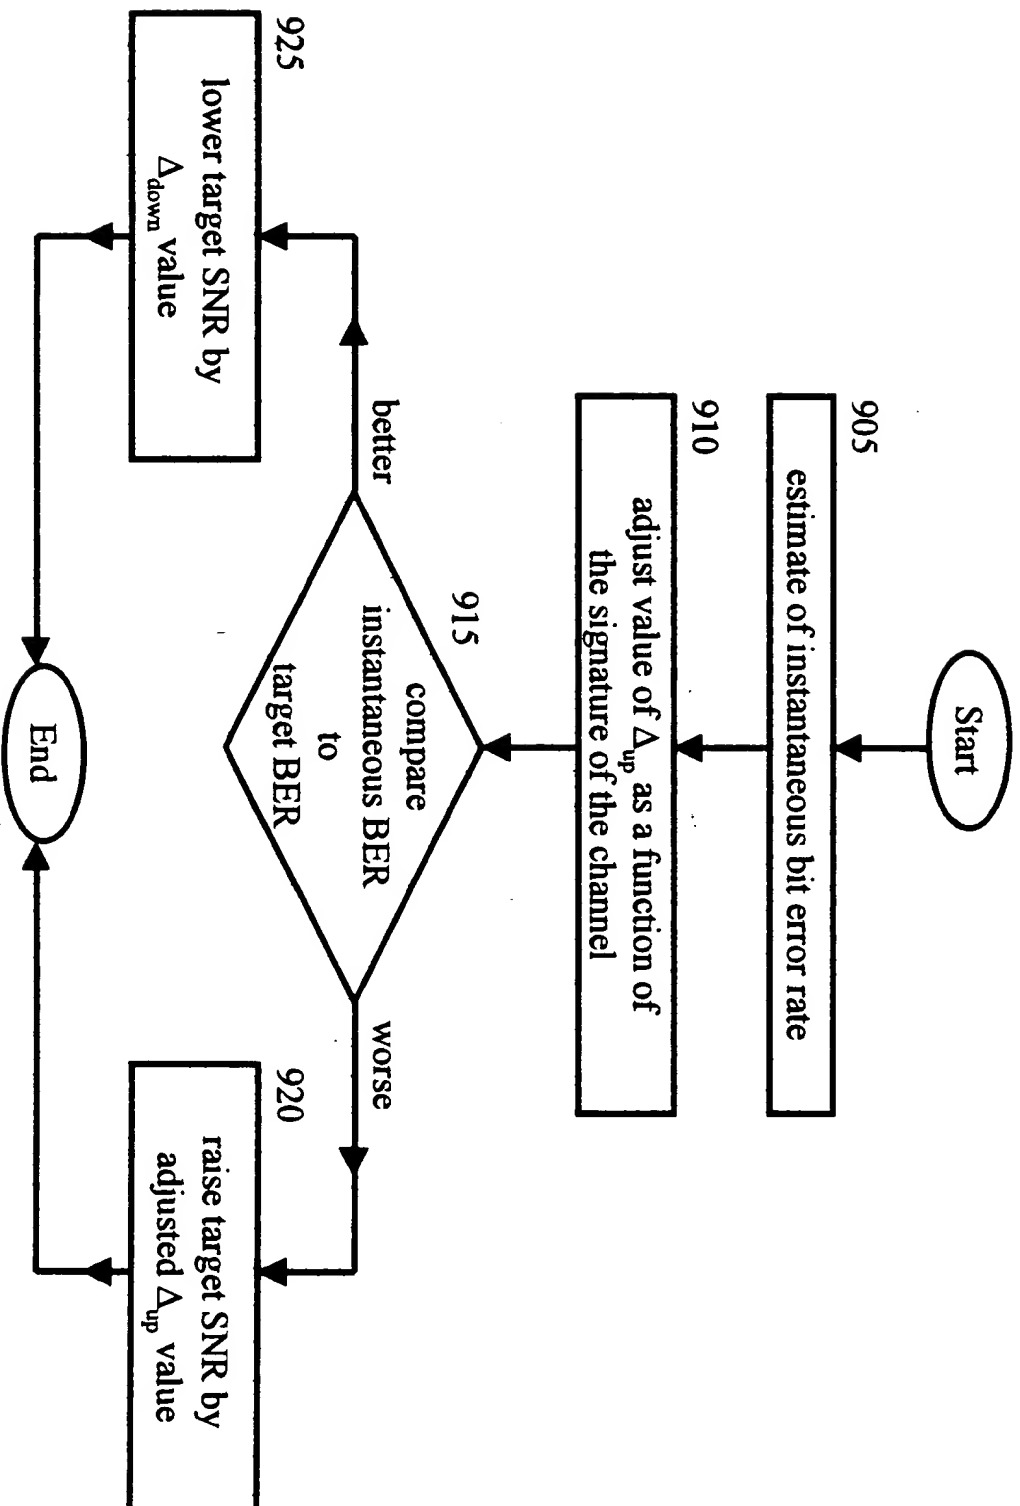 Start
905
estimate of instantaneous bit error rate
910
adjust value of Δup as a function of
the signature of the channel
915
compare
instantaneous BER
to
target BER
better
worse
925
lower target SNR by
Δdown value
920
raise target SNR by
adjusted Δup value
End